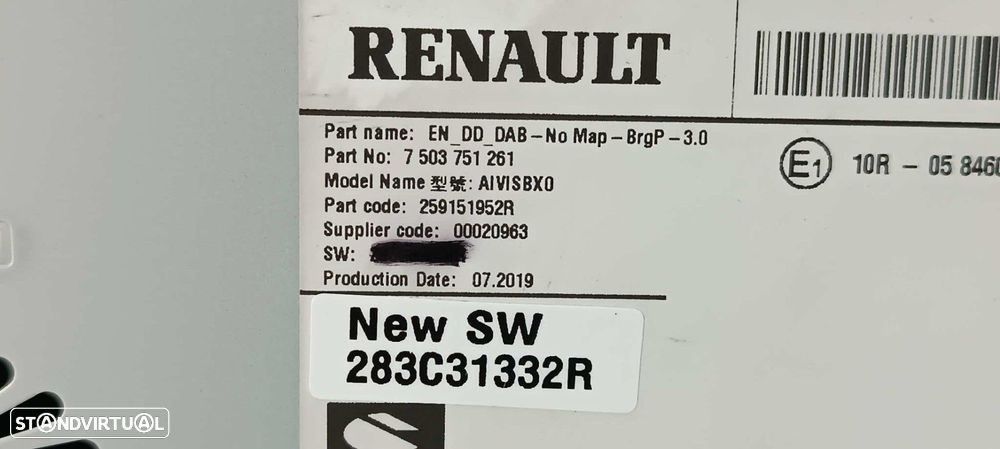 RENAULT
Part name: EN_DD_DAB-No Map-BrgP-3.0
Part No: 7 503 751 261
Model Name 型號: AIVISBX0
Part code: 259151952R
Supplier code: 00020963
SW:
Production Date: 07.2019
E1 10R - 05 8460
New SW
283C31332R
STANDVIRTUAL